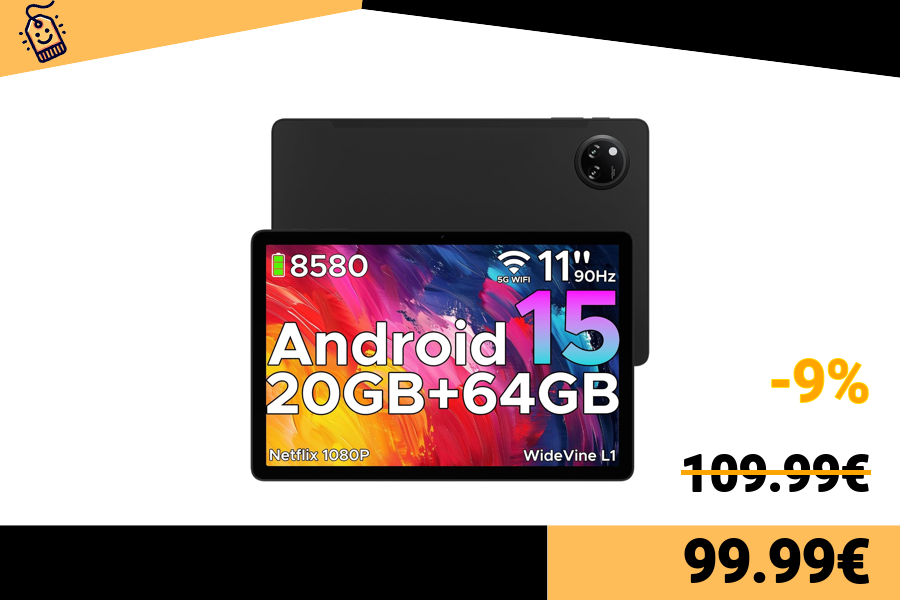 8580
5G WIFI
11"
90Hz
Android 15
20GB+64GB
Netflix 1080P
WideVine L1
-9%
109.99€
99.99€